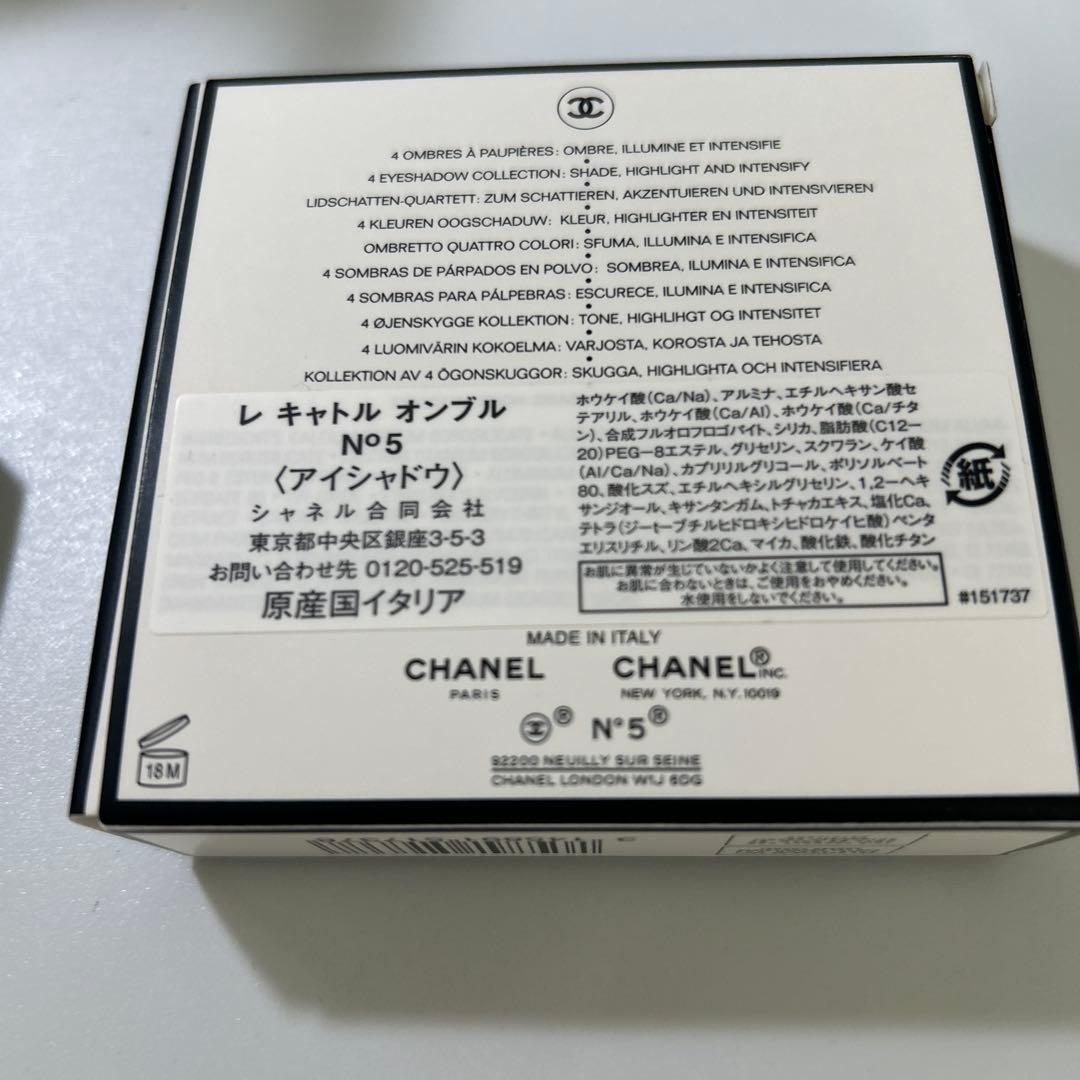 4 OMBRES À PAUPIÈRES: OMBRE, ILLUMINE ET INTENSIFIE
4 EYESHADOW COLLECTION: SHADE, HIGHLIGHT AND INTENSIFY
LIDSCHATTEN-QUARTETT: ZUM SCHATTIEREN, AKZENTUIEREN UND INTENSIVIEREN
4 KLEUREN OOGSCHADUW: KLEUR, HIGHLIGHTER EN INTENSITEIT
OMBRETTO QUATTRO COLORI: SFUMA, ILLUMINA E INTENSIFICA
4 SOMBRAS DE PÁRPADOS EN POLVO: SOMBREA, ILUMINA E INTENSIFICA
4 SOMBRAS PARA PÁLPEBRAS: ESCURECE, ILUMINA E INTENSIFICA
4 ØJENSKYGGE KOLLEKTION: TONE, HIGHLIHGT OG INTENSITET
4 LUOMIVÄRIN KOKOELMA: VARJOSTA, KOROSTA JA TEHOSTA
KOLLEKTION AV 4 ÖGONSKUGGOR: SKUGGA, HIGHLIGHTA OCH INTENSIFIERA
レ キャトル オンブル
Nº5
〈アイシャドウ〉
シャネル合同会社
東京都中央区銀座3-5-3
お問い合わせ先 0120-525-519
原産国イタリア
ホウケイ酸(Ca/Na)、アルミナ、エチルヘキサン酸セ
テアリル、ホウケイ酸(Ca/Al)、ホウケイ酸(Ca/チタ
ン)、合成フルオロフロゴパイト、シリカ、脂肪酸(C12-
20)PEG-8エステル、グリセリン、スクワラン、ケイ酸
(Al/Ca/Na)、カプリリルグリコール、ポリソルベート
80、酸化スズ、エチルヘキシルグリセリン、1,2-ヘキ
サンジオール、キサンタンガム、トチャカエキス、塩化Ca、
テトラ(ジ-t-ブチルヒドロキシヒドロケイヒ酸)ペンタ
エリスリチル、リン酸2Ca、マイカ、酸化鉄、酸化チタン
お肌に異常が生じていないかよく注意して使用してください。
お肌に合わないときは、ご使用をおやめください。
水使用をしないでください。
紙
#151737
MADE IN ITALY
CHANEL
PARIS
CHANEL® INC.
NEW YORK, N.Y. 10019
® N°5®
92200 NEUILLY SUR SEINE
CHANEL LONDON W1J 6DG
18M